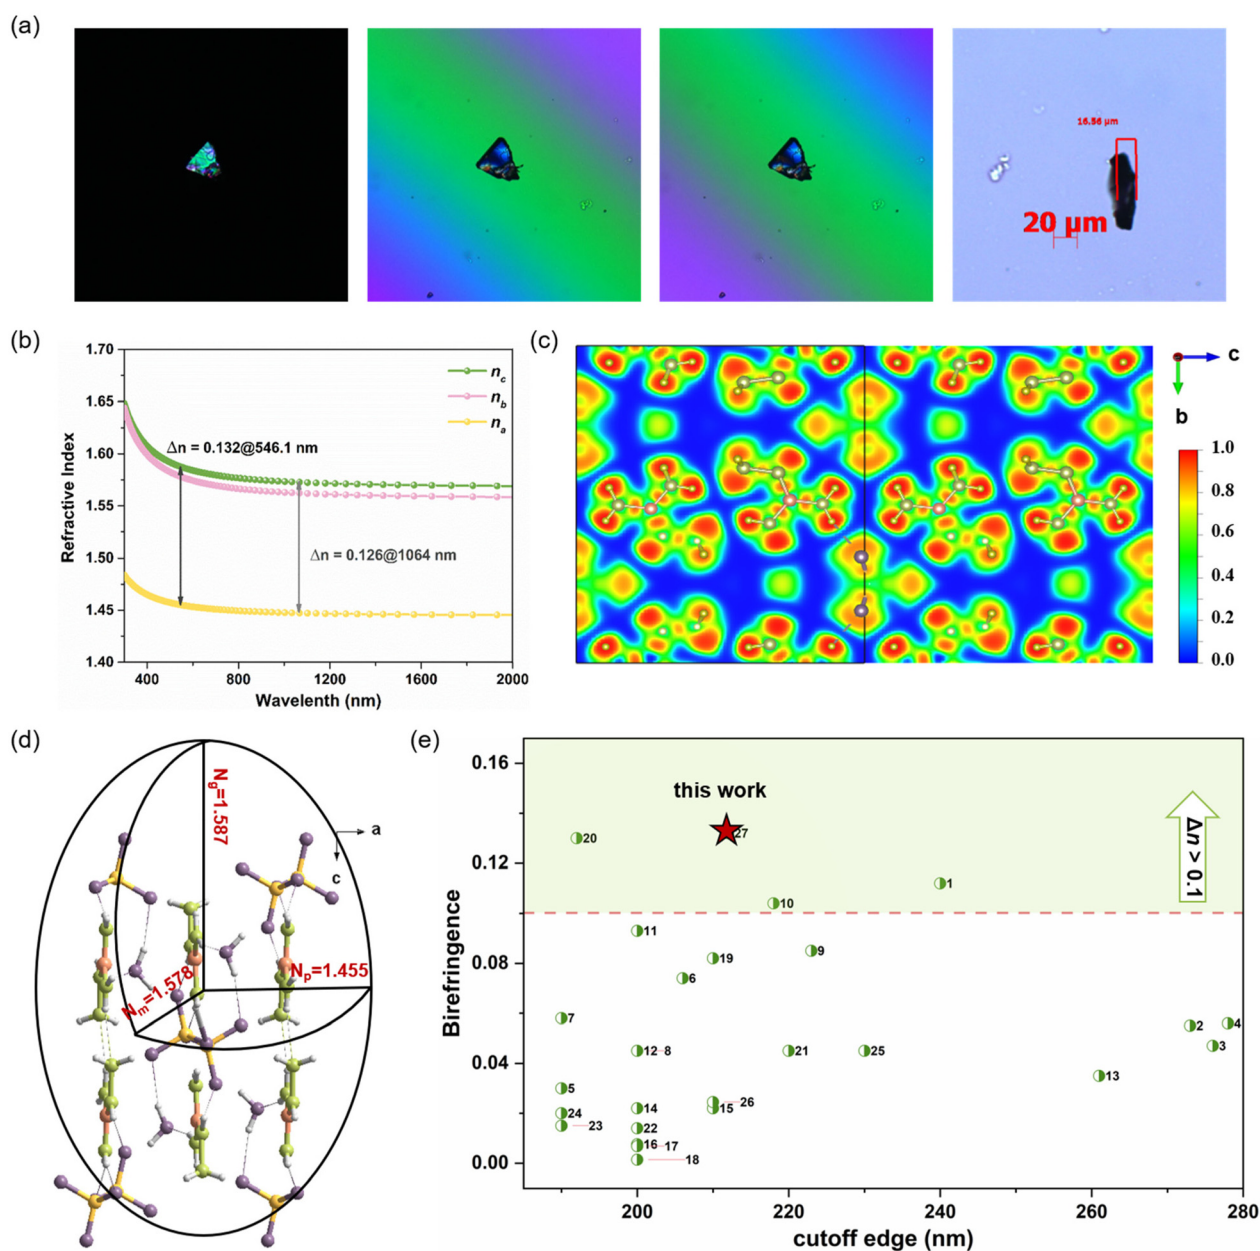 (a)
16.56 µm
20 µm
(b)
1.70
1.65
1.60
1.55
1.50
1.45
1.40
Refractive Index
n_c
n_b
n_a
Δn = 0.132@546.1 nm
Δn = 0.126@1064 nm
400
800
1200
1600
2000
Wavelenth (nm)
(c)
c
b
1.0
0.8
0.6
0.4
0.2
0.0
(d)
N_g=1.587
a
c
N_m=1.578
N_p=1.455
(e)
0.16
0.12
0.08
0.04
0.00
Birefringence
this work
Δn > 0.1
20
27
1
10
11
19
9
6
7
2
4
3
12
8
21
25
13
5
24
23
14
26
15
22
16
17
18
200
220
240
260
280
cutoff edge (nm)